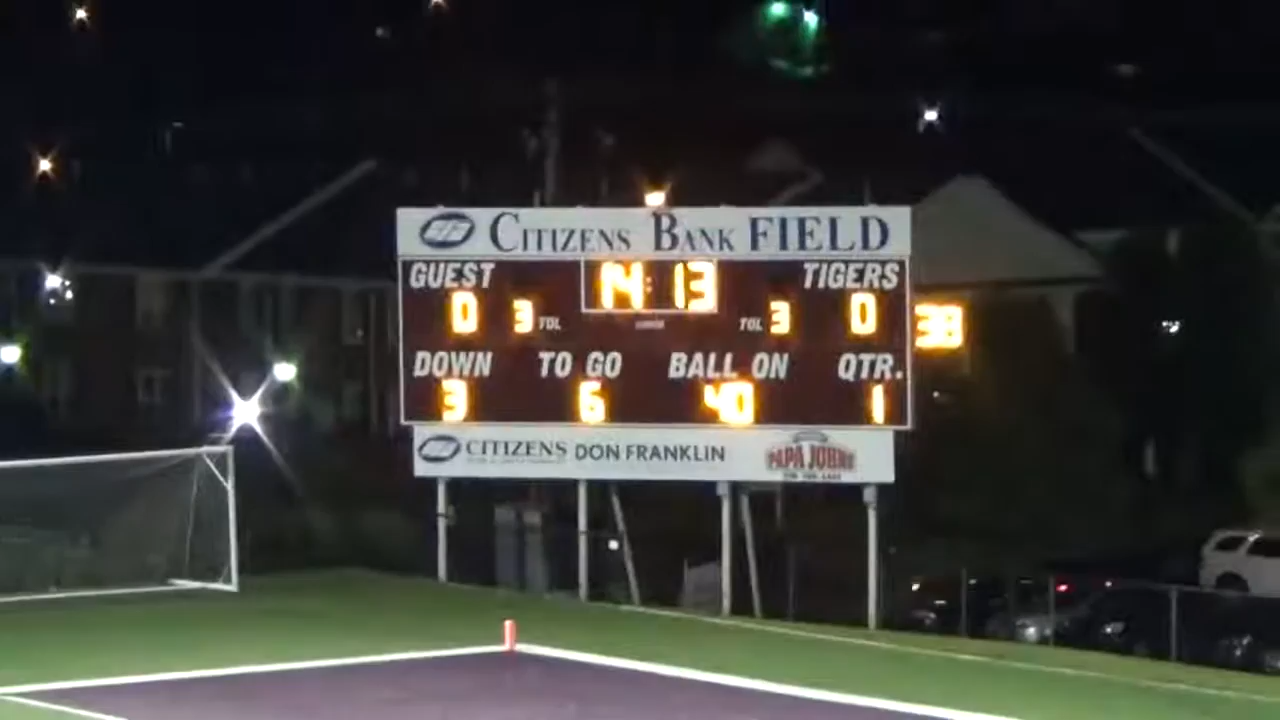 CITIZENS BANK FIELD
GUEST 14:13 TIGERS
0 3 TOL TOL 3 0 38
DOWN TO GO BALL ON QTR.
3 6 40 1
CITIZENS DON FRANKLIN PAPA JOHNS